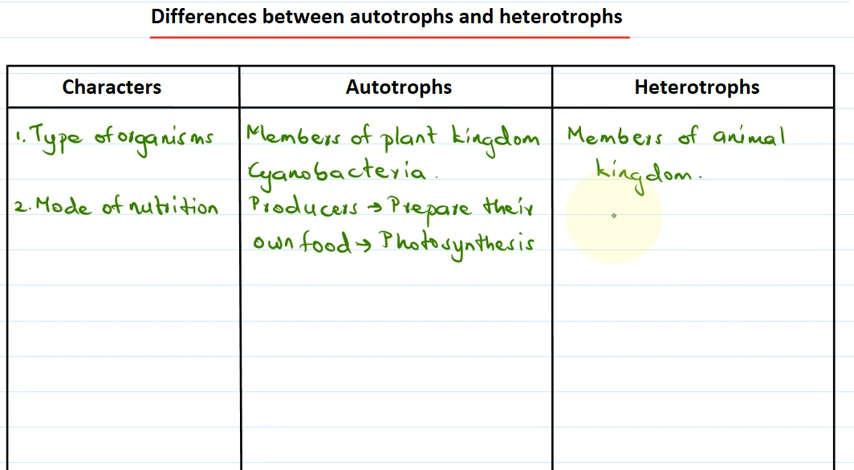 Differences between autotrophs and heterotrophs
Characters Autotrophs Heterotrophs
1. Type of organisms Members of plant kingdom Members of animal
Cyanobacteria. kingdom.
2. Mode of nutrition Producers → Prepare their
own food → Photosynthesis